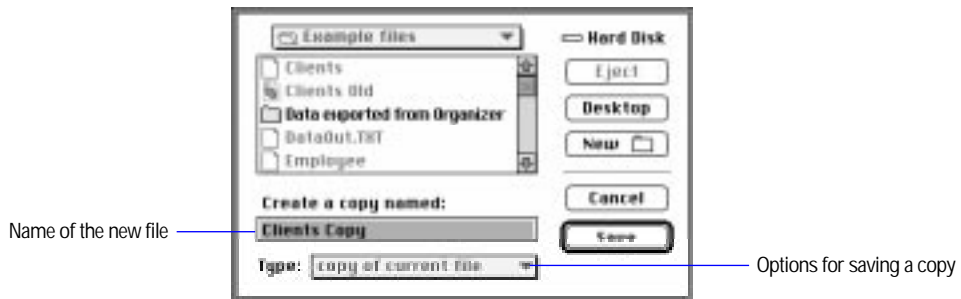 Example files
Hard Disk
Clients
Eject
Clients Old
Data exported from Organizer
Desktop
DataOut.TXT
New
Employee
Create a copy named:
Cancel
Name of the new file
Clients Copy
Save
Type: copy of current file
Options for saving a copy